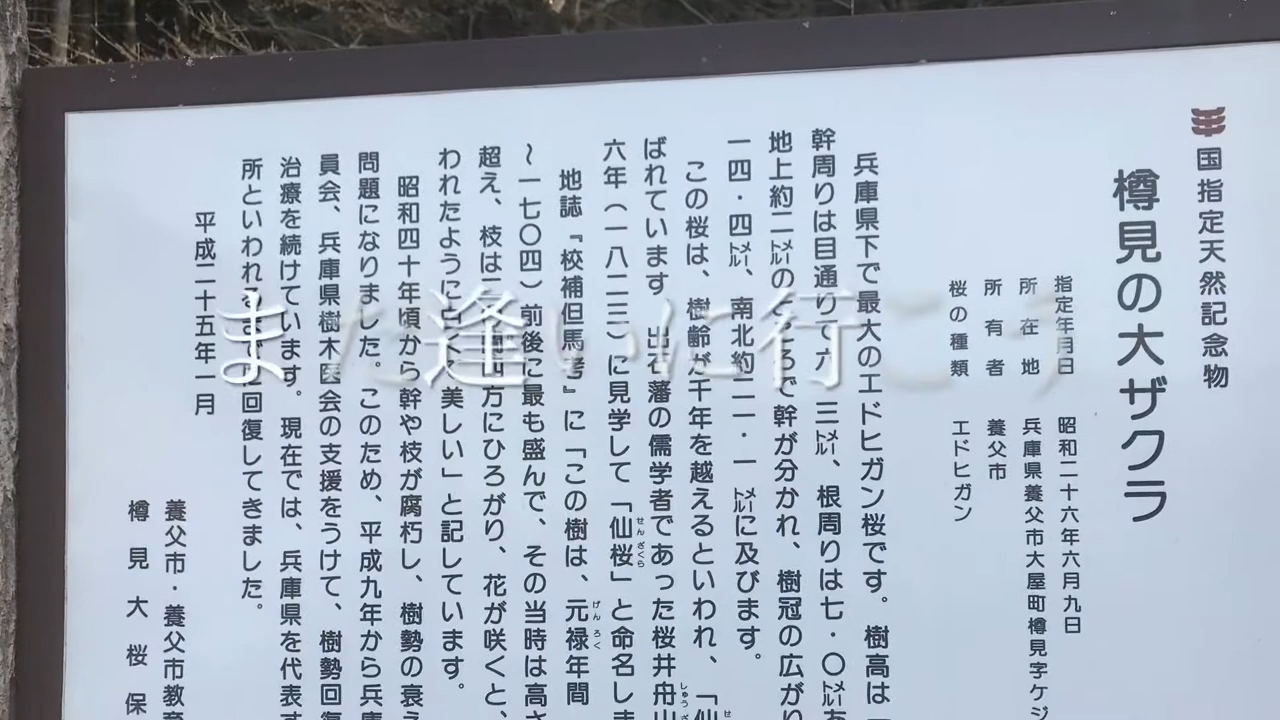 国指定天然記念物
樽見の大ザクラ
指定年月日 昭和二十六年六月九日
所在地 兵庫県養父市大屋町樽見字ケジ
所有者 養父市
桜の種類 エドヒガン
兵庫県下で最大のエドヒガン桜です。樹高は
幹周りは目通りで六・三㍍、根周りは七・〇㍍お
地上約二㍍のところで幹が分かれ、樹冠の広がり
一四・四㍍、南北約二一・一㍍に及びます。
この桜は、樹齢が千年を越えるといわれ、「仙
ばれています 出石藩の儒学者であった桜井舟山
六年(一八二三)に見学して「仙桜」と命名しま
地誌『校補但馬考』に「この樹は、元禄年間
〜一七〇四)前後に最も盛んで、その当時は高さ
超え、枝は 四方にひろがり、花が咲くと、
われたように白く、美しい」と記しています。
昭和四十年頃から幹や枝が腐朽し、樹勢の衰え
問題になりました。このため、平成九年から兵庫
員会、兵庫県樹木医会の支援をうけて、樹勢回復
治療を続けています。現在では、兵庫県を代表す
所といわれるまでに回復してきました。
平成二十五年一月
養父市・養父市教育
樽見大桜保
また逢いに行こう